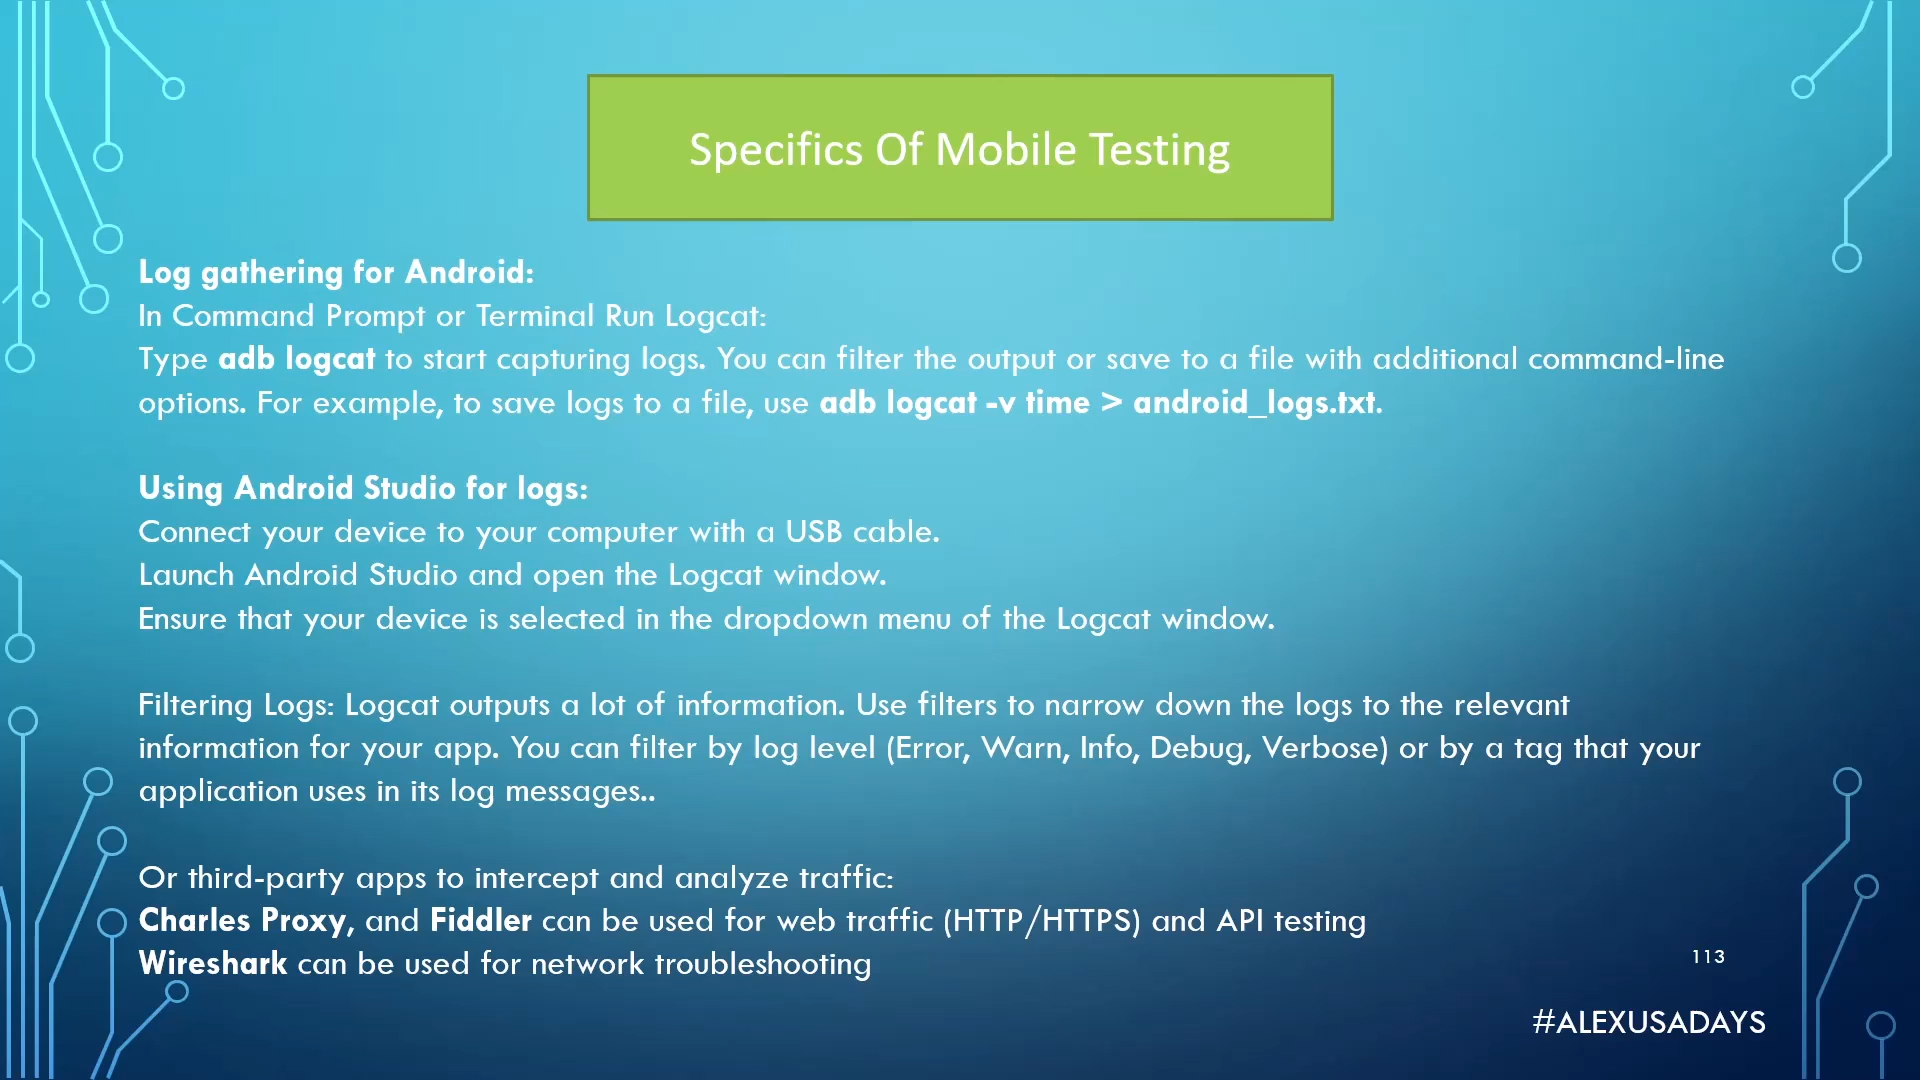 Specifics Of Mobile Testing
Log gathering for Android:
In Command Prompt or Terminal Run Logcat:
Type adb logcat to start capturing logs. You can filter the output or save to a file with additional command-line
options. For example, to save logs to a file, use adb logcat -v time > android_logs.txt.
Using Android Studio for logs:
Connect your device to your computer with a USB cable.
Launch Android Studio and open the Logcat window.
Ensure that your device is selected in the dropdown menu of the Logcat window.
Filtering Logs: Logcat outputs a lot of information. Use filters to narrow down the logs to the relevant
information for your app. You can filter by log level (Error, Warn, Info, Debug, Verbose) or by a tag that your
application uses in its log messages..
Or third-party apps to intercept and analyze traffic:
Charles Proxy, and Fiddler can be used for web traffic (HTTP/HTTPS) and API testing
Wireshark can be used for network troubleshooting
113
#ALEXUSADAYS